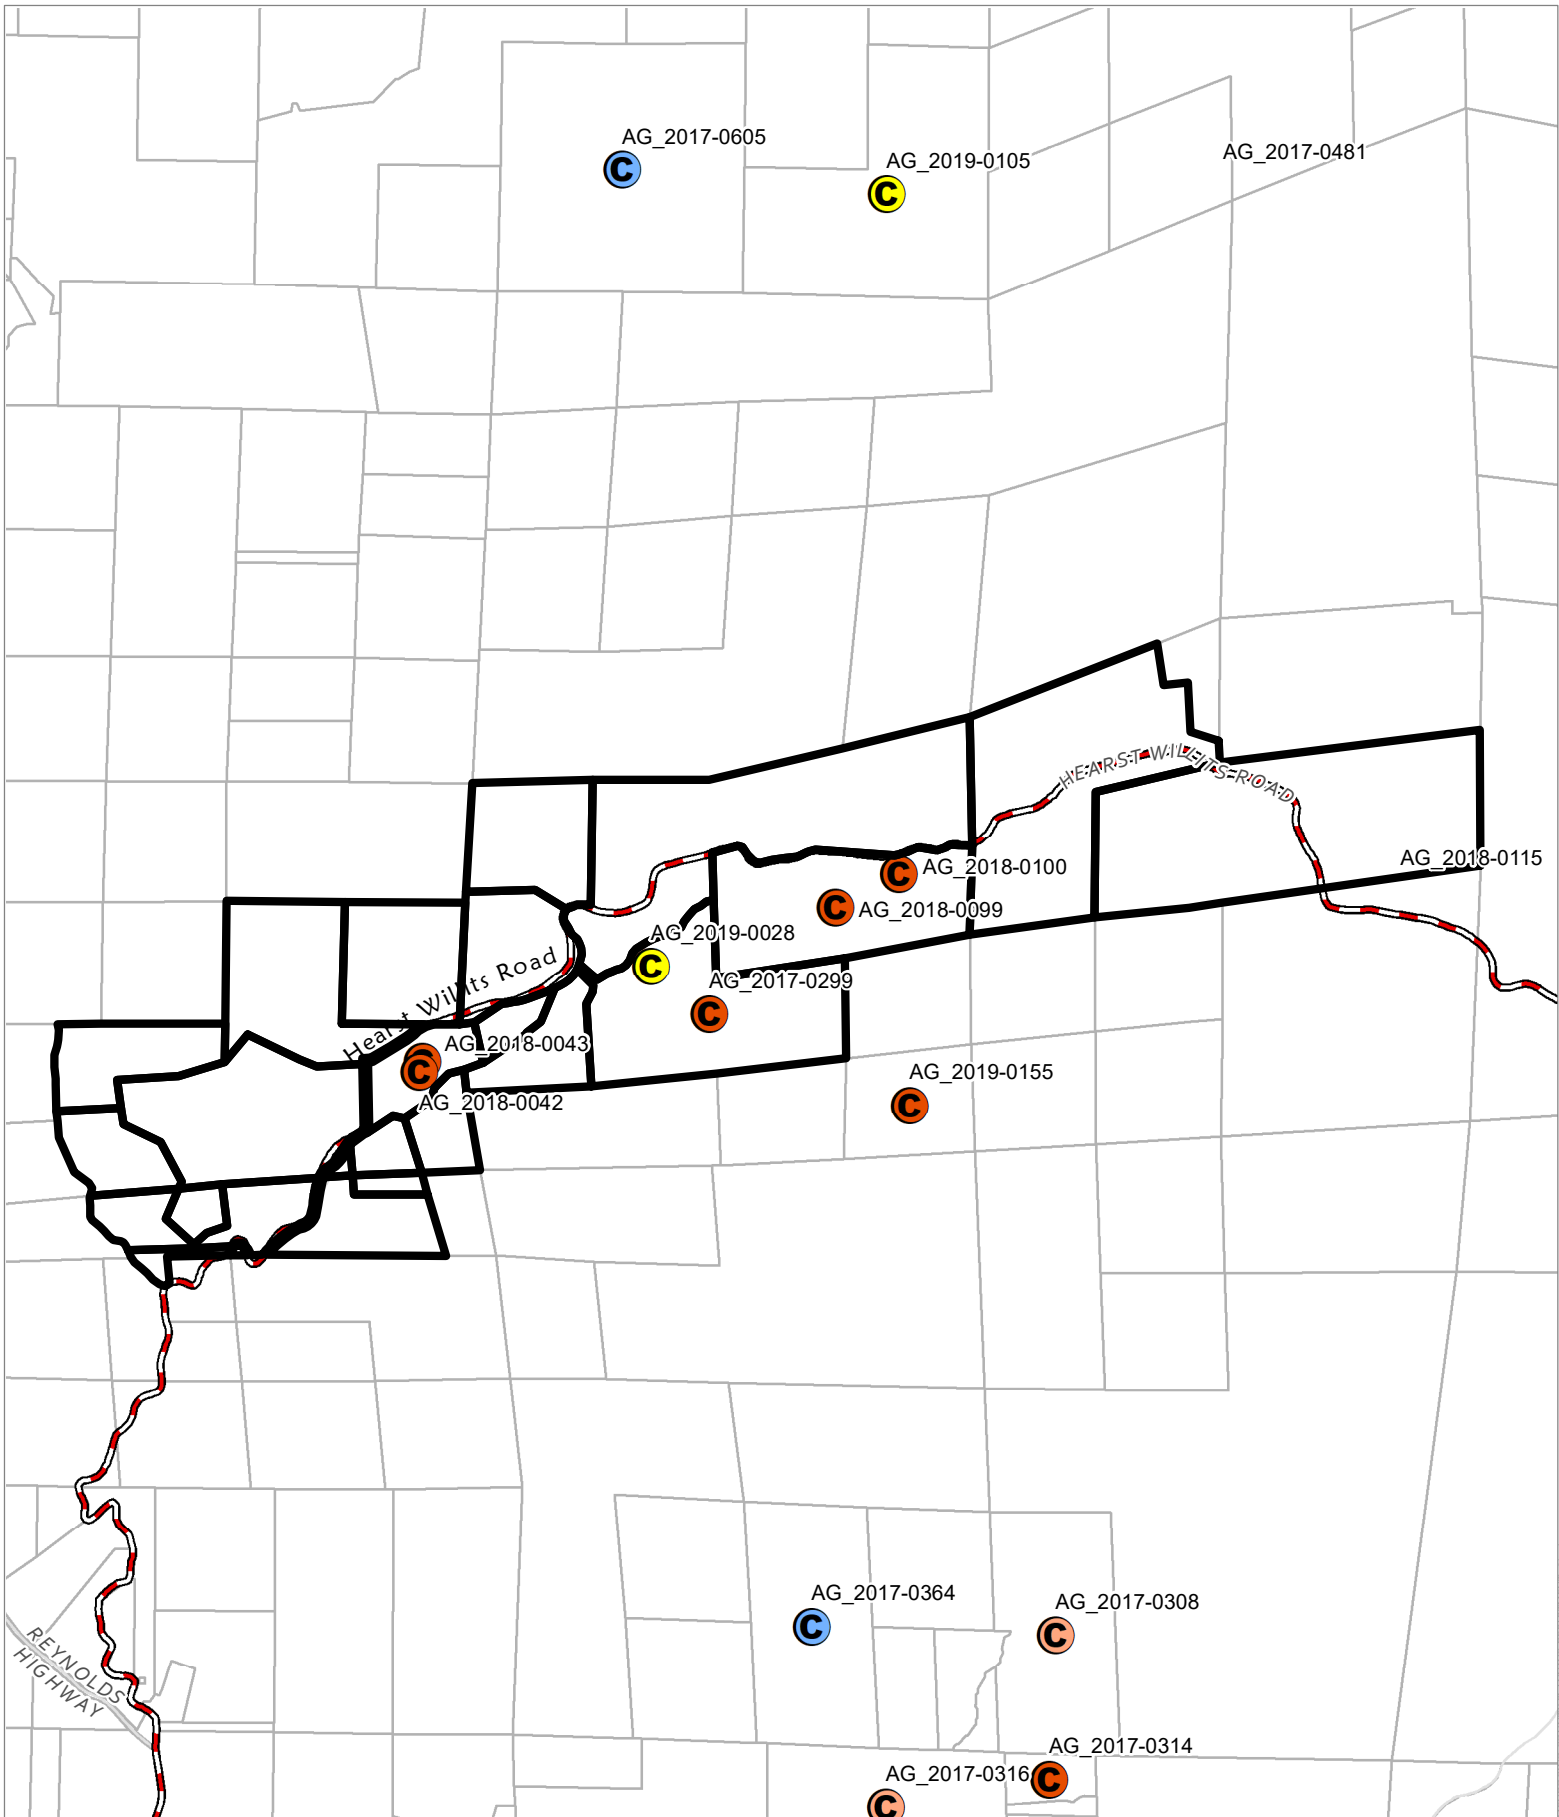 AG_2017-0605
C
AG_2019-0105
C
AG_2017-0481
HEARST WILLITS ROAD
AG_2018-0115
AG_2018-0100
C
C
AG_2018-0099
AG_2019-0028
C
AG_2017-0299
C
Hearst Willits Road
AG_2018-0043
C
C
AG_2018-0042
AG_2019-0155
C
AG_2017-0364
C
AG_2017-0308
C
REYNOLDS
HIGHWAY
AG_2017-0314
C
AG_2017-0316
C